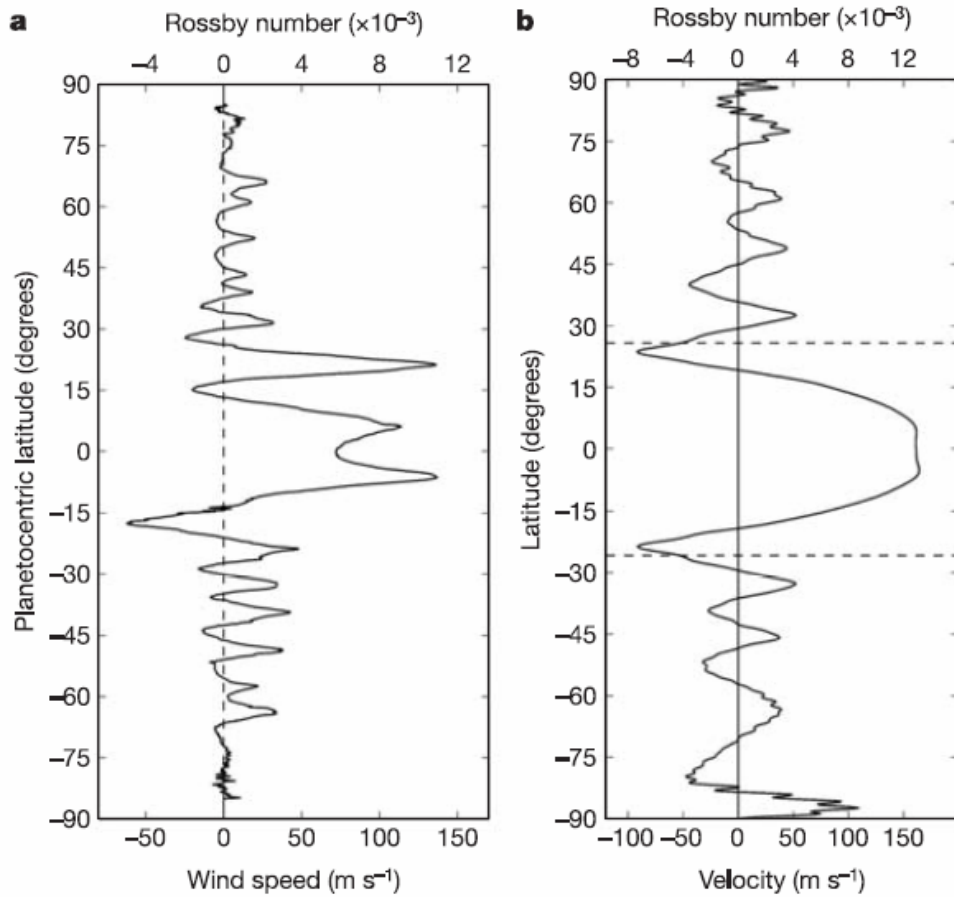 a
Rossby number (×10⁻³)
−4 0 4 8 12
90
75
60
45
30
15
0
−15
−30
−45
−60
−75
−90
Planetocentric latitude (degrees)
−50 0 50 100 150
Wind speed (m s⁻¹)
b
Rossby number (×10⁻³)
−8 −4 0 4 8 12
90
75
60
45
30
15
0
−15
−30
−45
−60
−75
−90
Latitude (degrees)
−100 −50 0 50 100 150
Velocity (m s⁻¹)